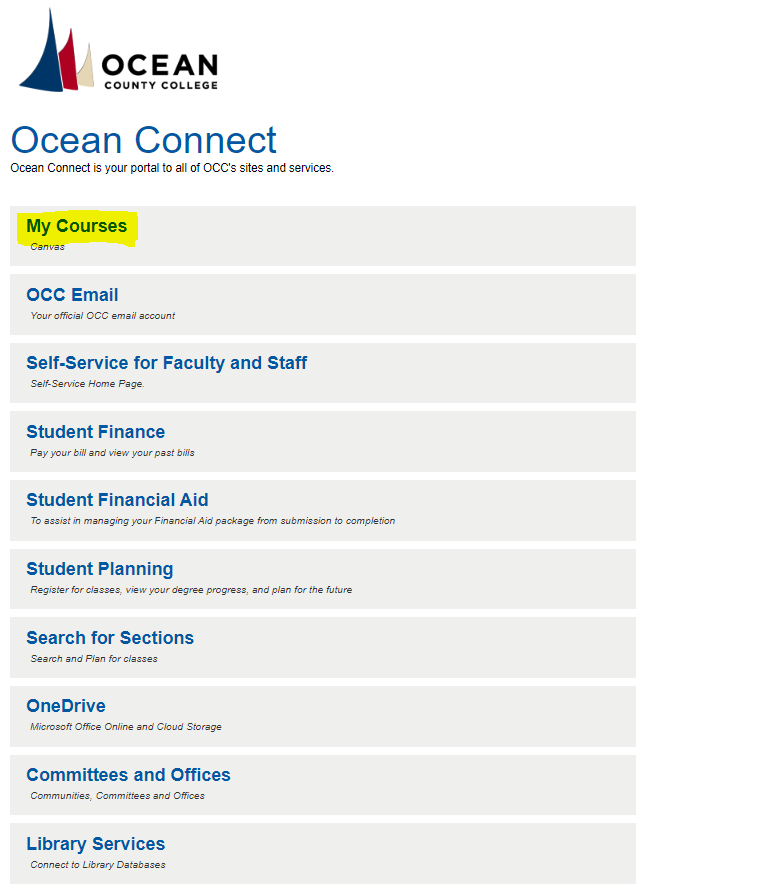 OCEAN
COUNTY COLLEGE
Ocean Connect
Ocean Connect is your portal to all of OCC's sites and services.
My Courses
Canvas
OCC Email
Your official OCC email account
Self-Service for Faculty and Staff
Self-Service Home Page.
Student Finance
Pay your bill and view your past bills
Student Financial Aid
To assist in managing your Financial Aid package from submission to completion
Student Planning
Register for classes, view your degree progress, and plan for the future
Search for Sections
Search and Plan for classes
OneDrive
Microsoft Office Online and Cloud Storage
Committees and Offices
Communities, Committees and Offices
Library Services
Connect to Library Databases